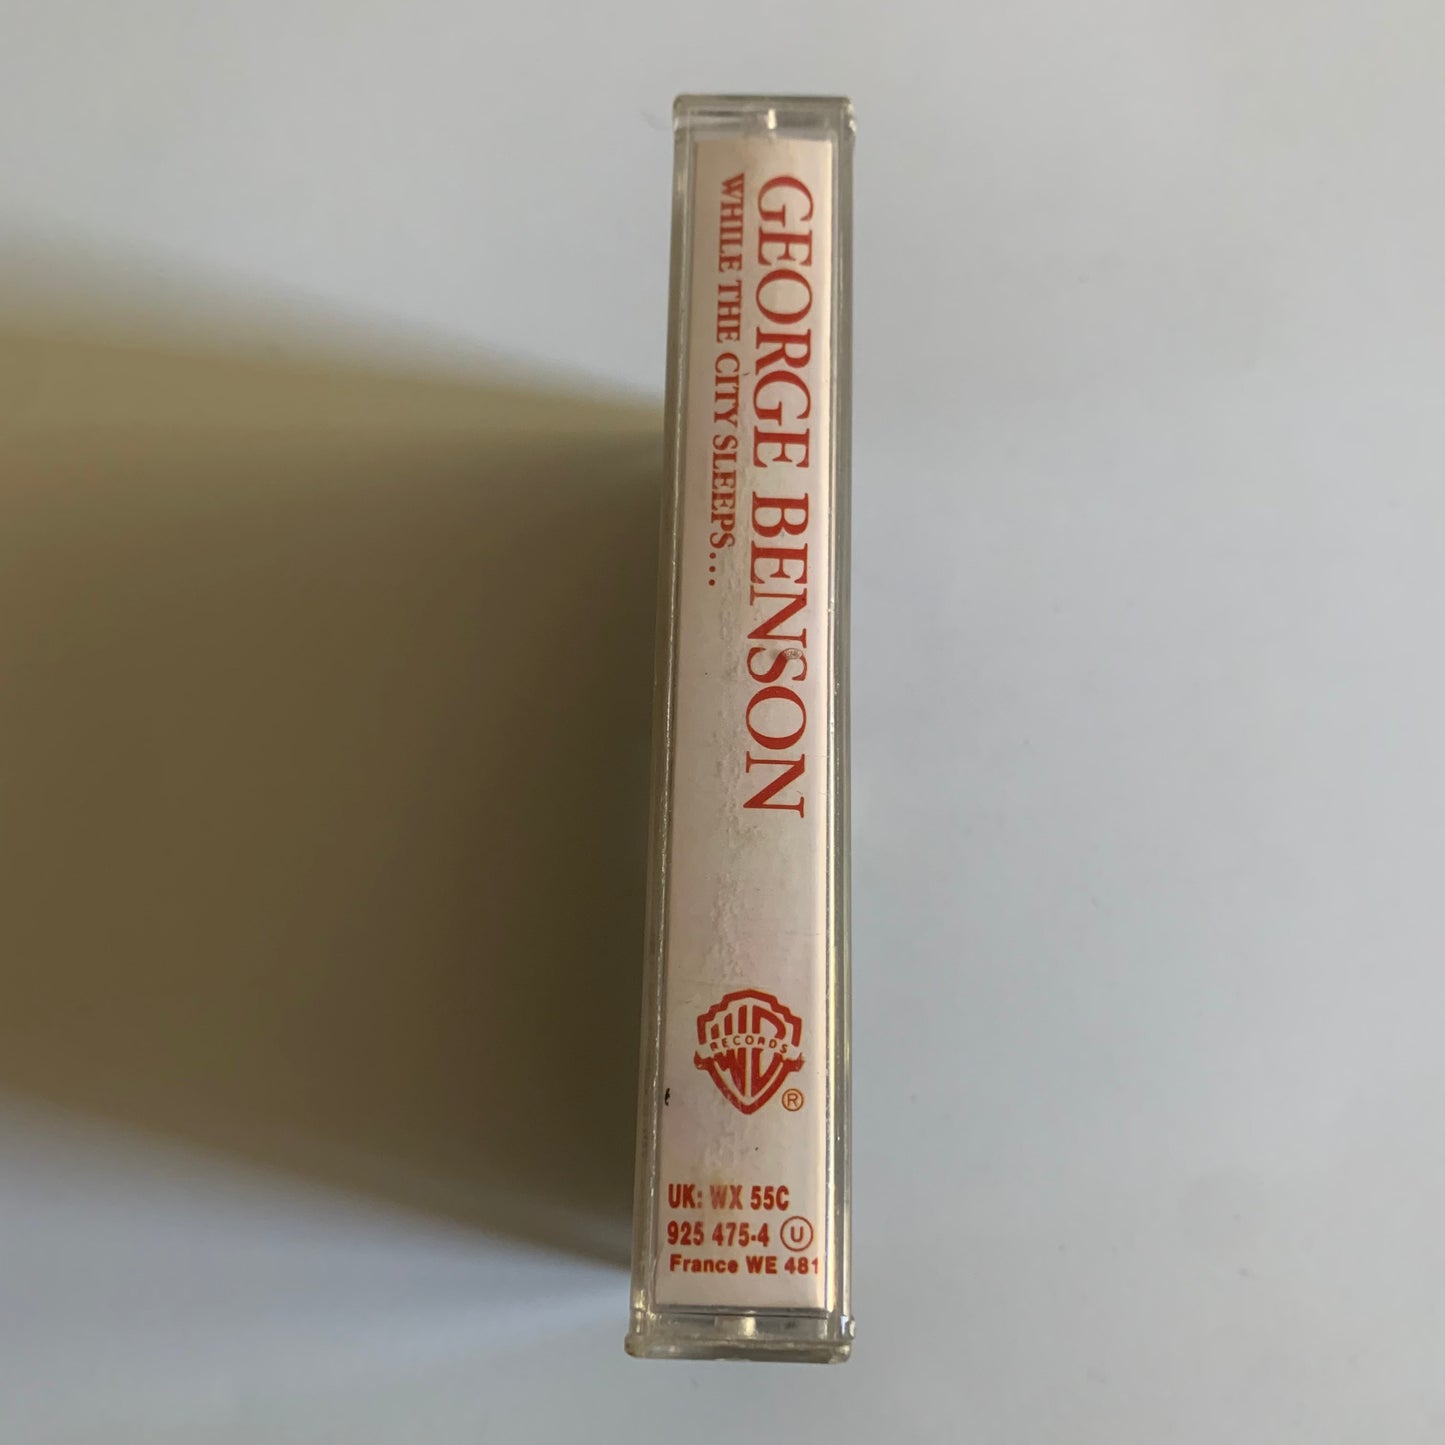 GEORGE BENSON
WHILE THE CITY SLEEPS...
WB
RECORDS
®
UK: WX 55C
925 475-4 Ⓤ
France WE 481